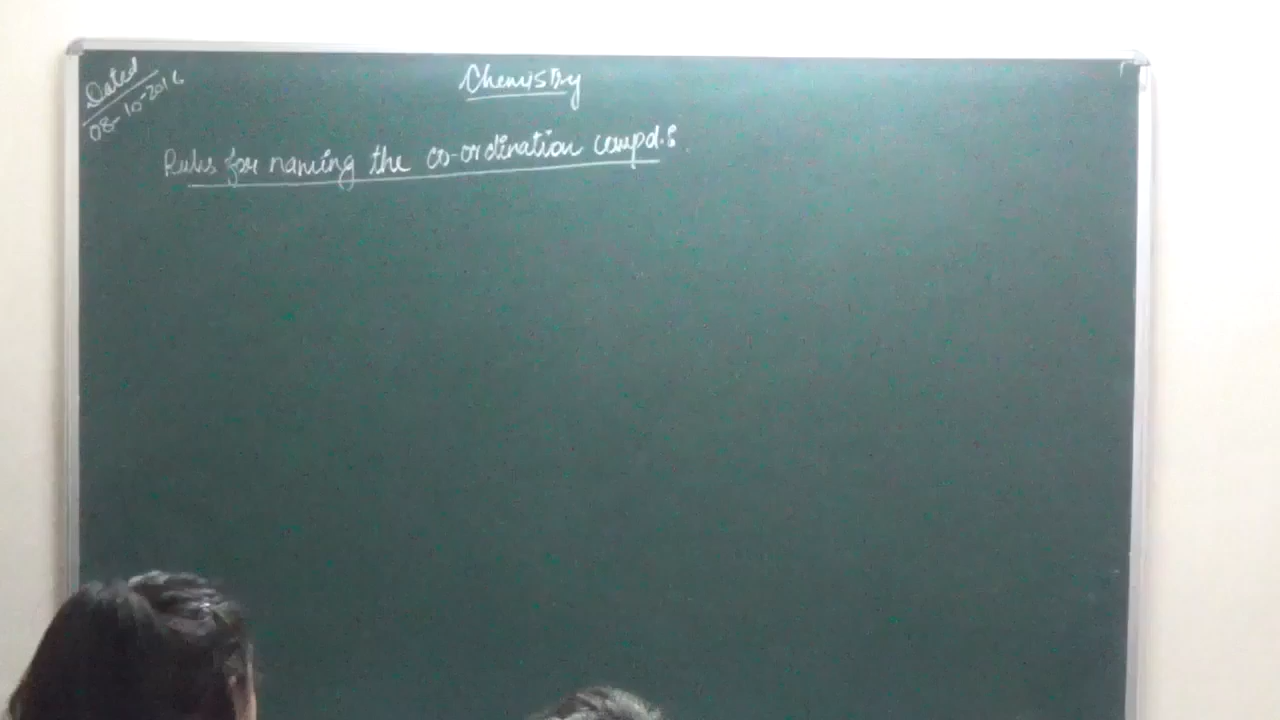 Dated
08-10-2016
Chemistry
Rules for naming the co-ordination compd.s.